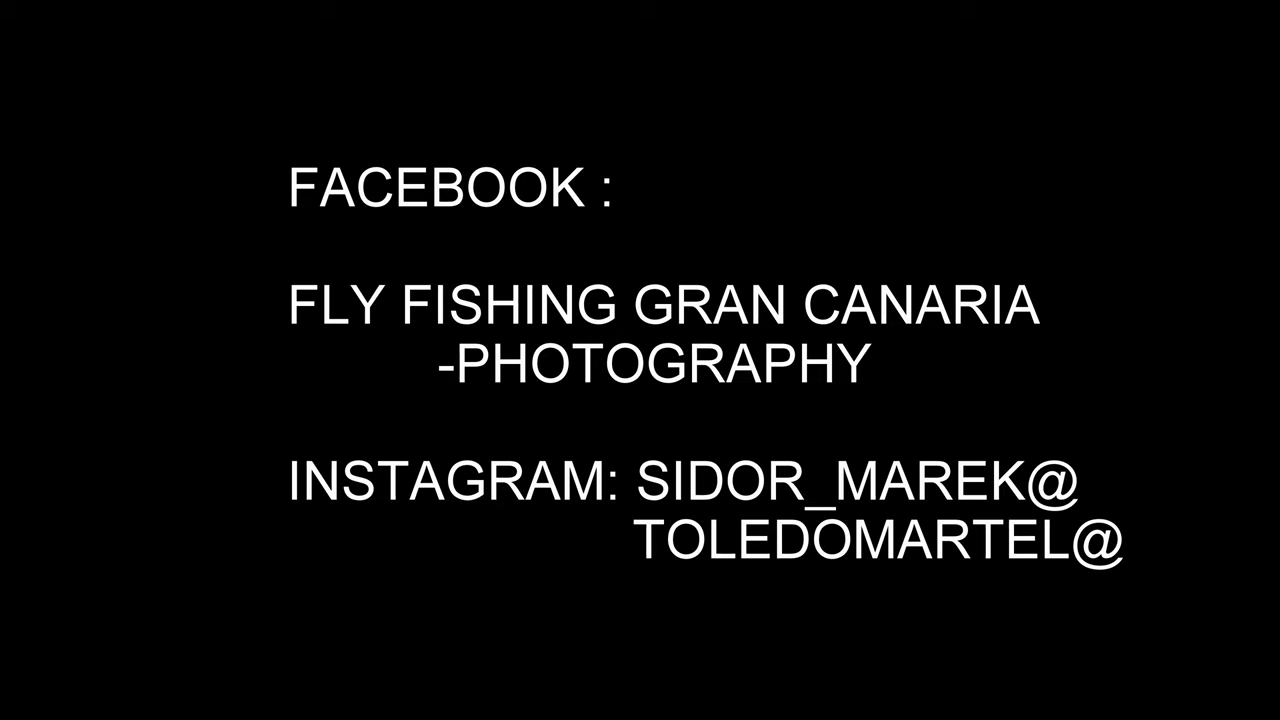 FACEBOOK :
FLY FISHING GRAN CANARIA
-PHOTOGRAPHY
INSTAGRAM: SIDOR_MAREK@
TOLEDOMARTEL@